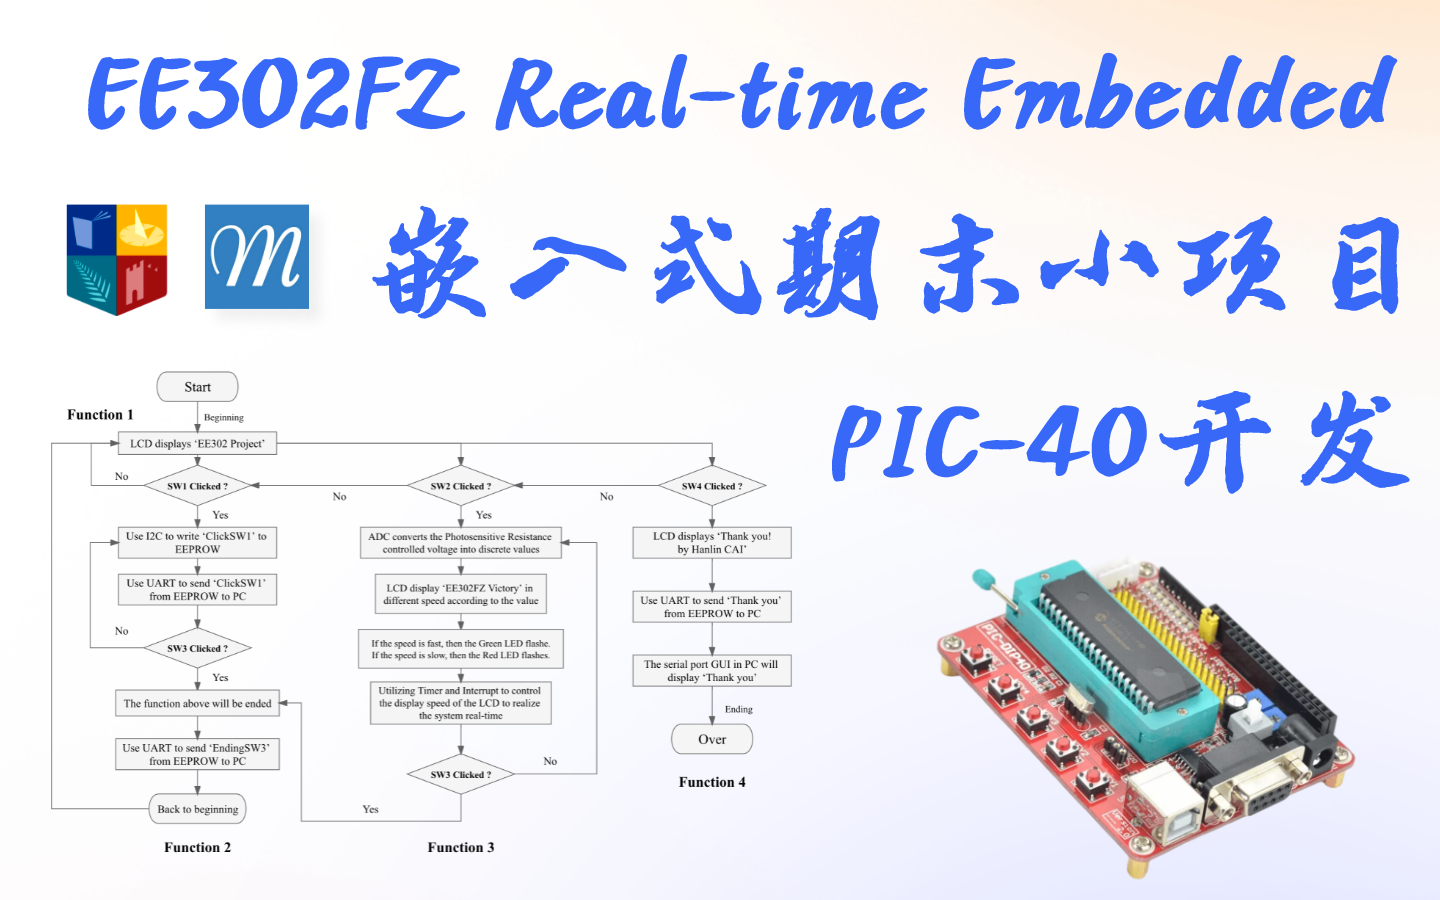 EE302FZ Real-time Embedded
M
嵌入式期末小项目
PIC-40开发
Start
Function 1
Beginning
LCD displays ‘EE302 Project’
No
SW1 Clicked ?
No
SW2 Clicked ?
No
SW4 Clicked ?
Yes
Use I2C to write ‘ClickSW1’ to
EEPROW
Use UART to send ‘ClickSW1’
from EEPROW to PC
No
SW3 Clicked ?
Yes
The function above will be ended
Use UART to send ‘EndingSW3’
from EEPROW to PC
Back to beginning
Function 2
Yes
ADC converts the Photosensitive Resistance
controlled voltage into discrete values
LCD display ‘EE302FZ Victory’ in
different speed according to the value
If the speed is fast, then the Green LED flashe.
If the speed is slow, then the Red LED flashes.
Utilizing Timer and Interrupt to control
the display speed of the LCD to realize
the system real-time
SW3 Clicked ?
No
Yes
Function 3
LCD displays ‘Thank you!
by Hanlin CAI’
Use UART to send ‘Thank you’
from EEPROW to PC
The serial port GUI in PC will
display ‘Thank you’
Ending
Over
Function 4
PIC-DIP40